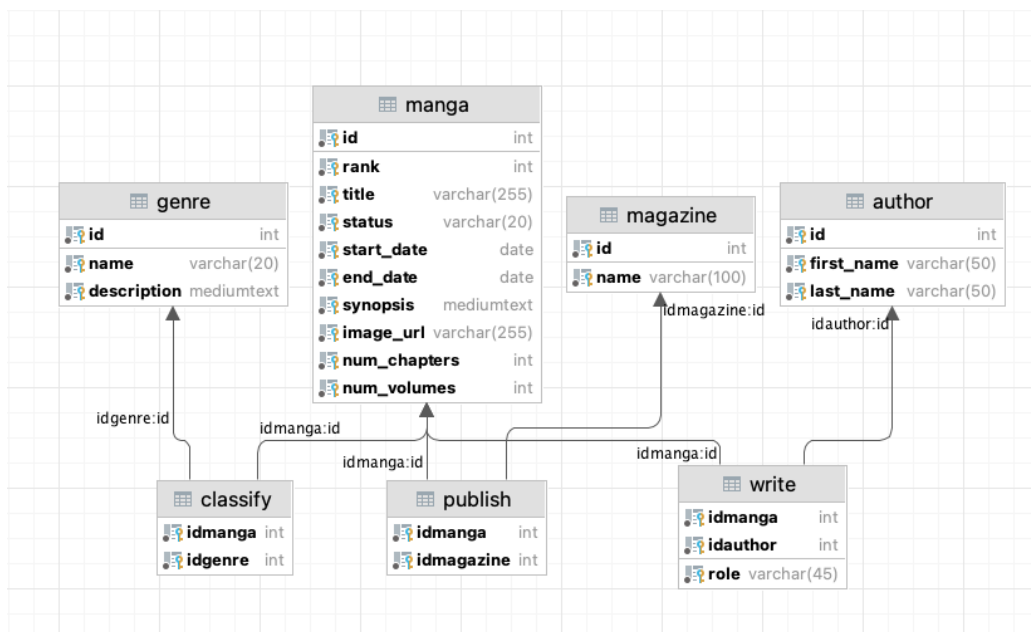 manga
id int
rank int
title varchar(255)
status varchar(20)
start_date date
end_date date
synopsis mediumtext
image_url varchar(255)
num_chapters int
num_volumes int
genre
id int
name varchar(20)
description mediumtext
magazine
id int
name varchar(100)
author
id int
first_name varchar(50)
last_name varchar(50)
idmagazine:id
idauthor:id
idgenre:id
idmanga:id
idmanga:id
idmanga:id
classify
idmanga int
idgenre int
publish
idmanga int
idmagazine int
write
idmanga int
idauthor int
role varchar(45)